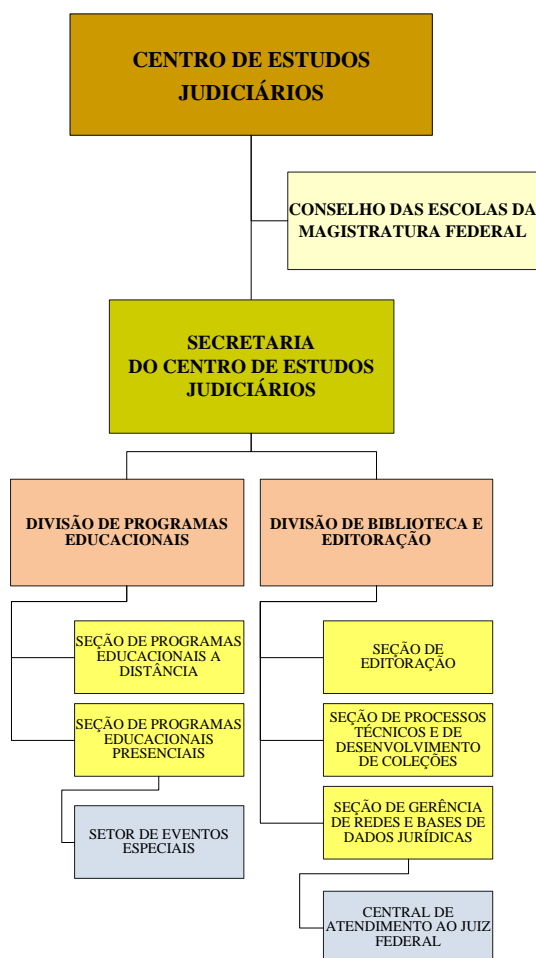 CENTRO DE ESTUDOS
JUDICIÁRIOS
CONSELHO DAS ESCOLAS DA
MAGISTRATURA FEDERAL
SECRETARIA
DO CENTRO DE ESTUDOS
JUDICIÁRIOS
DIVISÃO DE PROGRAMAS
EDUCACIONAIS
SEÇÃO DE PROGRAMAS
EDUCACIONAIS A
DISTÂNCIA
SEÇÃO DE PROGRAMAS
EDUCACIONAIS
PRESENCIAIS
SETOR DE EVENTOS
ESPECIAIS
DIVISÃO DE BIBLIOTECA E
EDITORAÇÃO
SEÇÃO DE
EDITORAÇÃO
SEÇÃO DE PROCESSOS
TÉCNICOS E DE
DESENVOLVIMENTO
DE COLEÇÕES
SEÇÃO DE GERÊNCIA
DE REDES E BASES DE
DADOS JURÍDICAS
CENTRAL DE
ATENDIMENTO AO JUIZ
FEDERAL